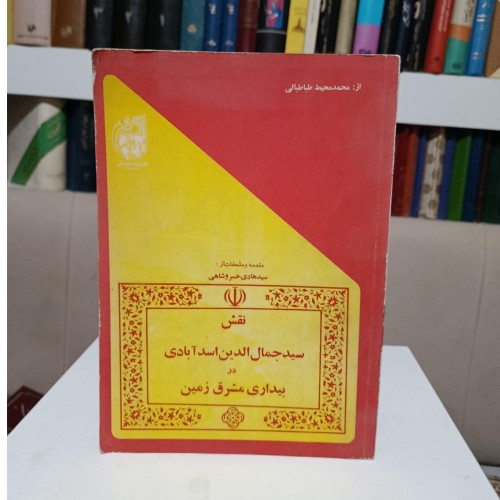 از: محمدمحیط طباطبائی
مقدمه و ملحقات از:
سیدهادی خسروشاهی
نقش
سیدجمال‌الدین اسدآبادی
در
بیداری مشرق زمین